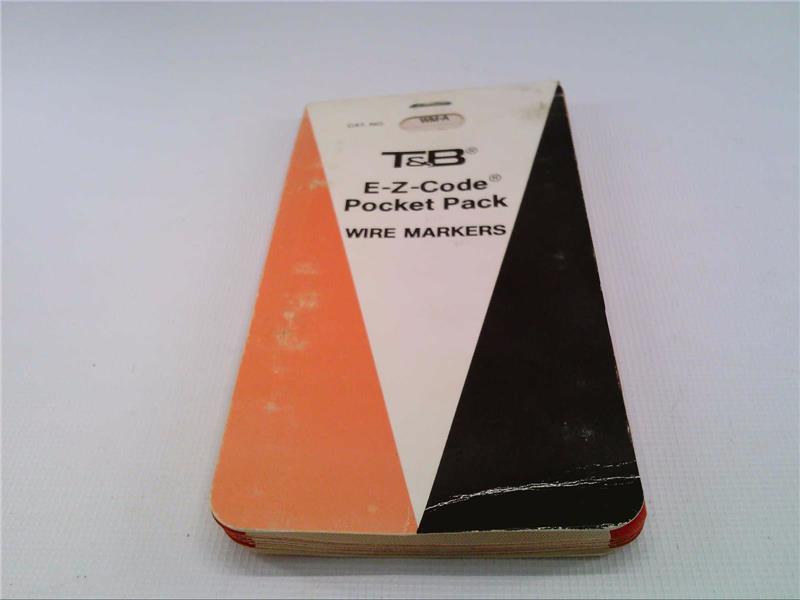 CAT. NO. WM-A
T&B®
E-Z-Code®
Pocket Pack
WIRE MARKERS